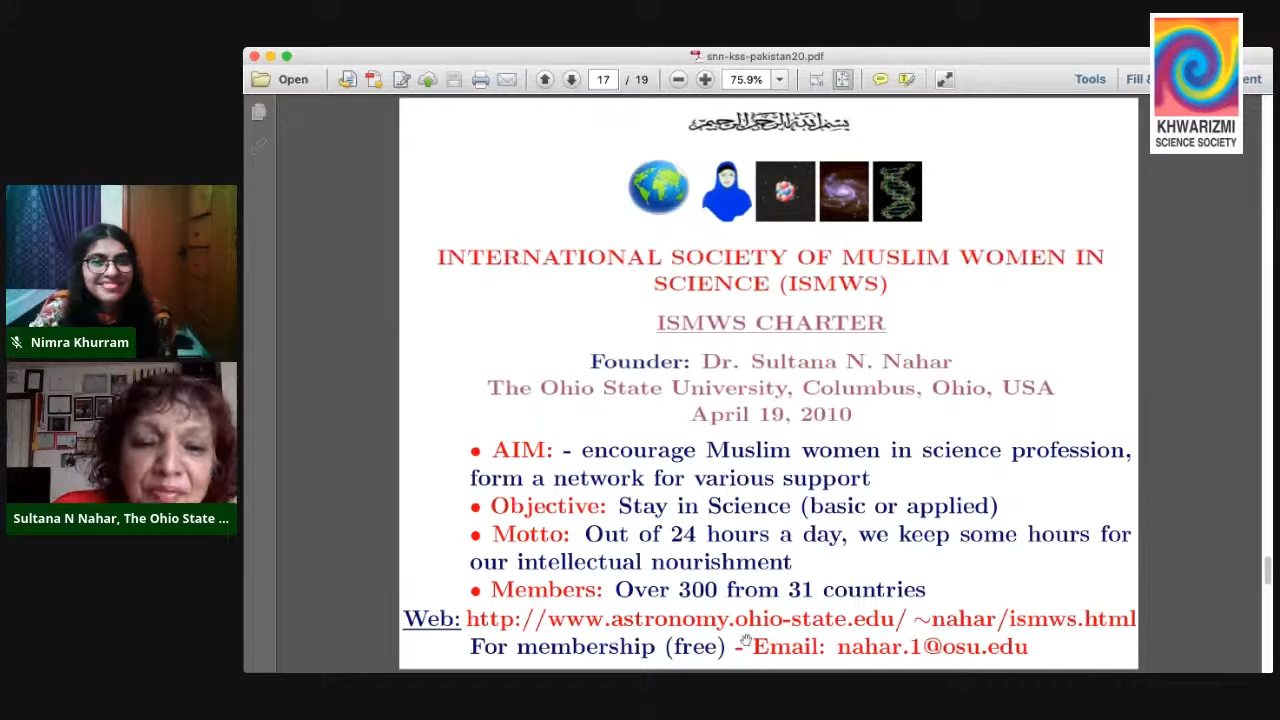 snn-kss-pakistan20.pdf
Open
17 / 19
75.9%
Tools
Fill &
ent
KHWARIZMI
SCIENCE SOCIETY
بسم الله الرحمن الرحيم
INTERNATIONAL SOCIETY OF MUSLIM WOMEN IN
SCIENCE (ISMWS)
ISMWS CHARTER
Founder: Dr. Sultana N. Nahar
The Ohio State University, Columbus, Ohio, USA
April 19, 2010
• AIM: - encourage Muslim women in science profession,
form a network for various support
• Objective: Stay in Science (basic or applied)
• Motto: Out of 24 hours a day, we keep some hours for
our intellectual nourishment
• Members: Over 300 from 31 countries
Web: http://www.astronomy.ohio-state.edu/ ~nahar/ismws.html
For membership (free) - Email: nahar.1@osu.edu
Nimra Khurram
Sultana N Nahar, The Ohio State ...